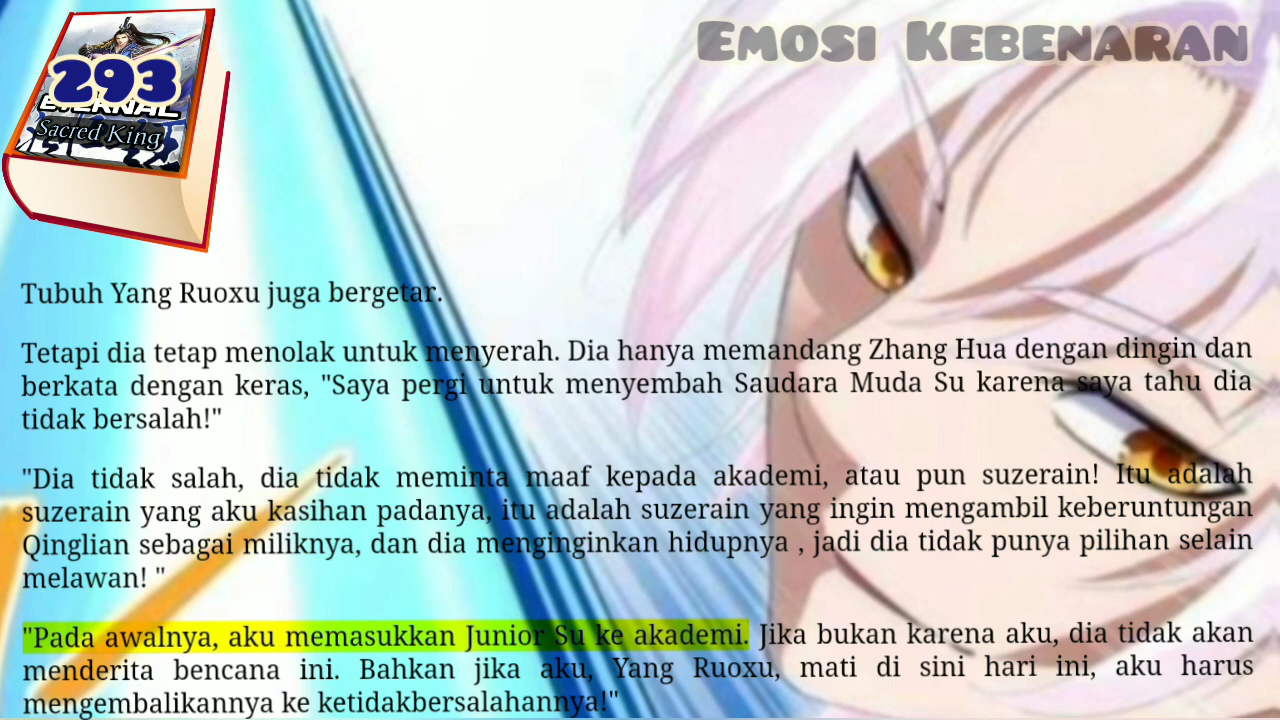 Emosi Kebenaran
293
ETERNAL
Sacred King
Tubuh Yang Ruoxu juga bergetar.
Tetapi dia tetap menolak untuk menyerah. Dia hanya memandang Zhang Hua dengan dingin dan
berkata dengan keras, "Saya pergi untuk menyembah Saudara Muda Su karena saya tahu dia
tidak bersalah!"
"Dia tidak salah, dia tidak meminta maaf kepada akademi, atau pun suzerain! Itu adalah
suzerain yang aku kasihan padanya, itu adalah suzerain yang ingin mengambil keberuntungan
Qinglian sebagai miliknya, dan dia menginginkan hidupnya , jadi dia tidak punya pilihan selain
melawan! "
"Pada awalnya, aku memasukkan Junior Su ke akademi. Jika bukan karena aku, dia tidak akan
menderita bencana ini. Bahkan jika aku, Yang Ruoxu, mati di sini hari ini, aku harus
mengembalikannya ke ketidakbersalahannya!"